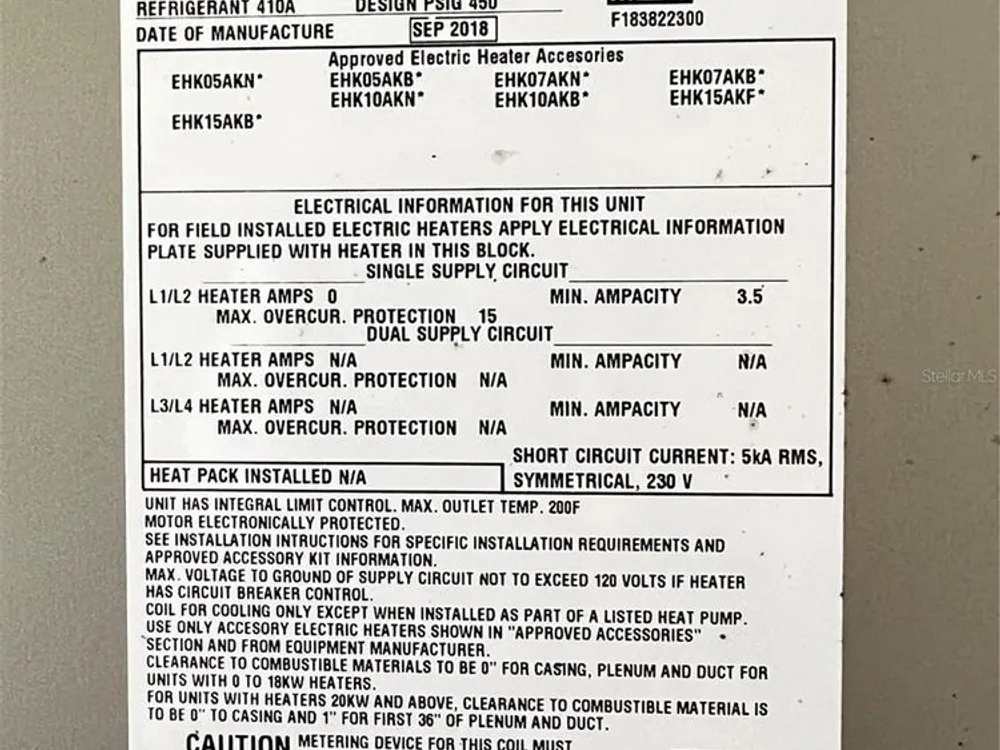 REFRIGERANT 410A DESIGN PSIG 450
F183822300
DATE OF MANUFACTURE SEP 2018
Approved Electric Heater Accesories
EHK05AKN* EHK05AKB* EHK07AKN* EHK07AKB*
EHK10AKN* EHK10AKB* EHK15AKF*
EHK15AKB*
ELECTRICAL INFORMATION FOR THIS UNIT
FOR FIELD INSTALLED ELECTRIC HEATERS APPLY ELECTRICAL INFORMATION
PLATE SUPPLIED WITH HEATER IN THIS BLOCK.
SINGLE SUPPLY CIRCUIT
L1/L2 HEATER AMPS 0 MIN. AMPACITY 3.5
MAX. OVERCUR. PROTECTION 15
DUAL SUPPLY CIRCUIT
L1/L2 HEATER AMPS N/A MIN. AMPACITY N/A
MAX. OVERCUR. PROTECTION N/A
L3/L4 HEATER AMPS N/A MIN. AMPACITY N/A
MAX. OVERCUR. PROTECTION N/A
SHORT CIRCUIT CURRENT: 5kA RMS,
HEAT PACK INSTALLED N/A SYMMETRICAL, 230 V
UNIT HAS INTEGRAL LIMIT CONTROL. MAX. OUTLET TEMP. 200F
MOTOR ELECTRONICALLY PROTECTED.
SEE INSTALLATION INTRUCTIONS FOR SPECIFIC INSTALLATION REQUIREMENTS AND
APPROVED ACCESSORY KIT INFORMATION.
MAX. VOLTAGE TO GROUND OF SUPPLY CIRCUIT NOT TO EXCEED 120 VOLTS IF HEATER
HAS CIRCUIT BREAKER CONTROL.
COIL FOR COOLING ONLY EXCEPT WHEN INSTALLED AS PART OF A LISTED HEAT PUMP.
USE ONLY ACCESORY ELECTRIC HEATERS SHOWN IN "APPROVED ACCESSORIES"
SECTION AND FROM EQUIPMENT MANUFACTURER.
CLEARANCE TO COMBUSTIBLE MATERIALS TO BE 0" FOR CASING, PLENUM AND DUCT FOR
UNITS WITH 0 TO 18KW HEATERS.
FOR UNITS WITH HEATERS 20KW AND ABOVE, CLEARANCE TO COMBUSTIBLE MATERIAL IS
TO BE 0" TO CASING AND 1" FOR FIRST 36" OF PLENUM AND DUCT.
CAUTION METERING DEVICE FOR THIS COIL MUST
Stellar MLS